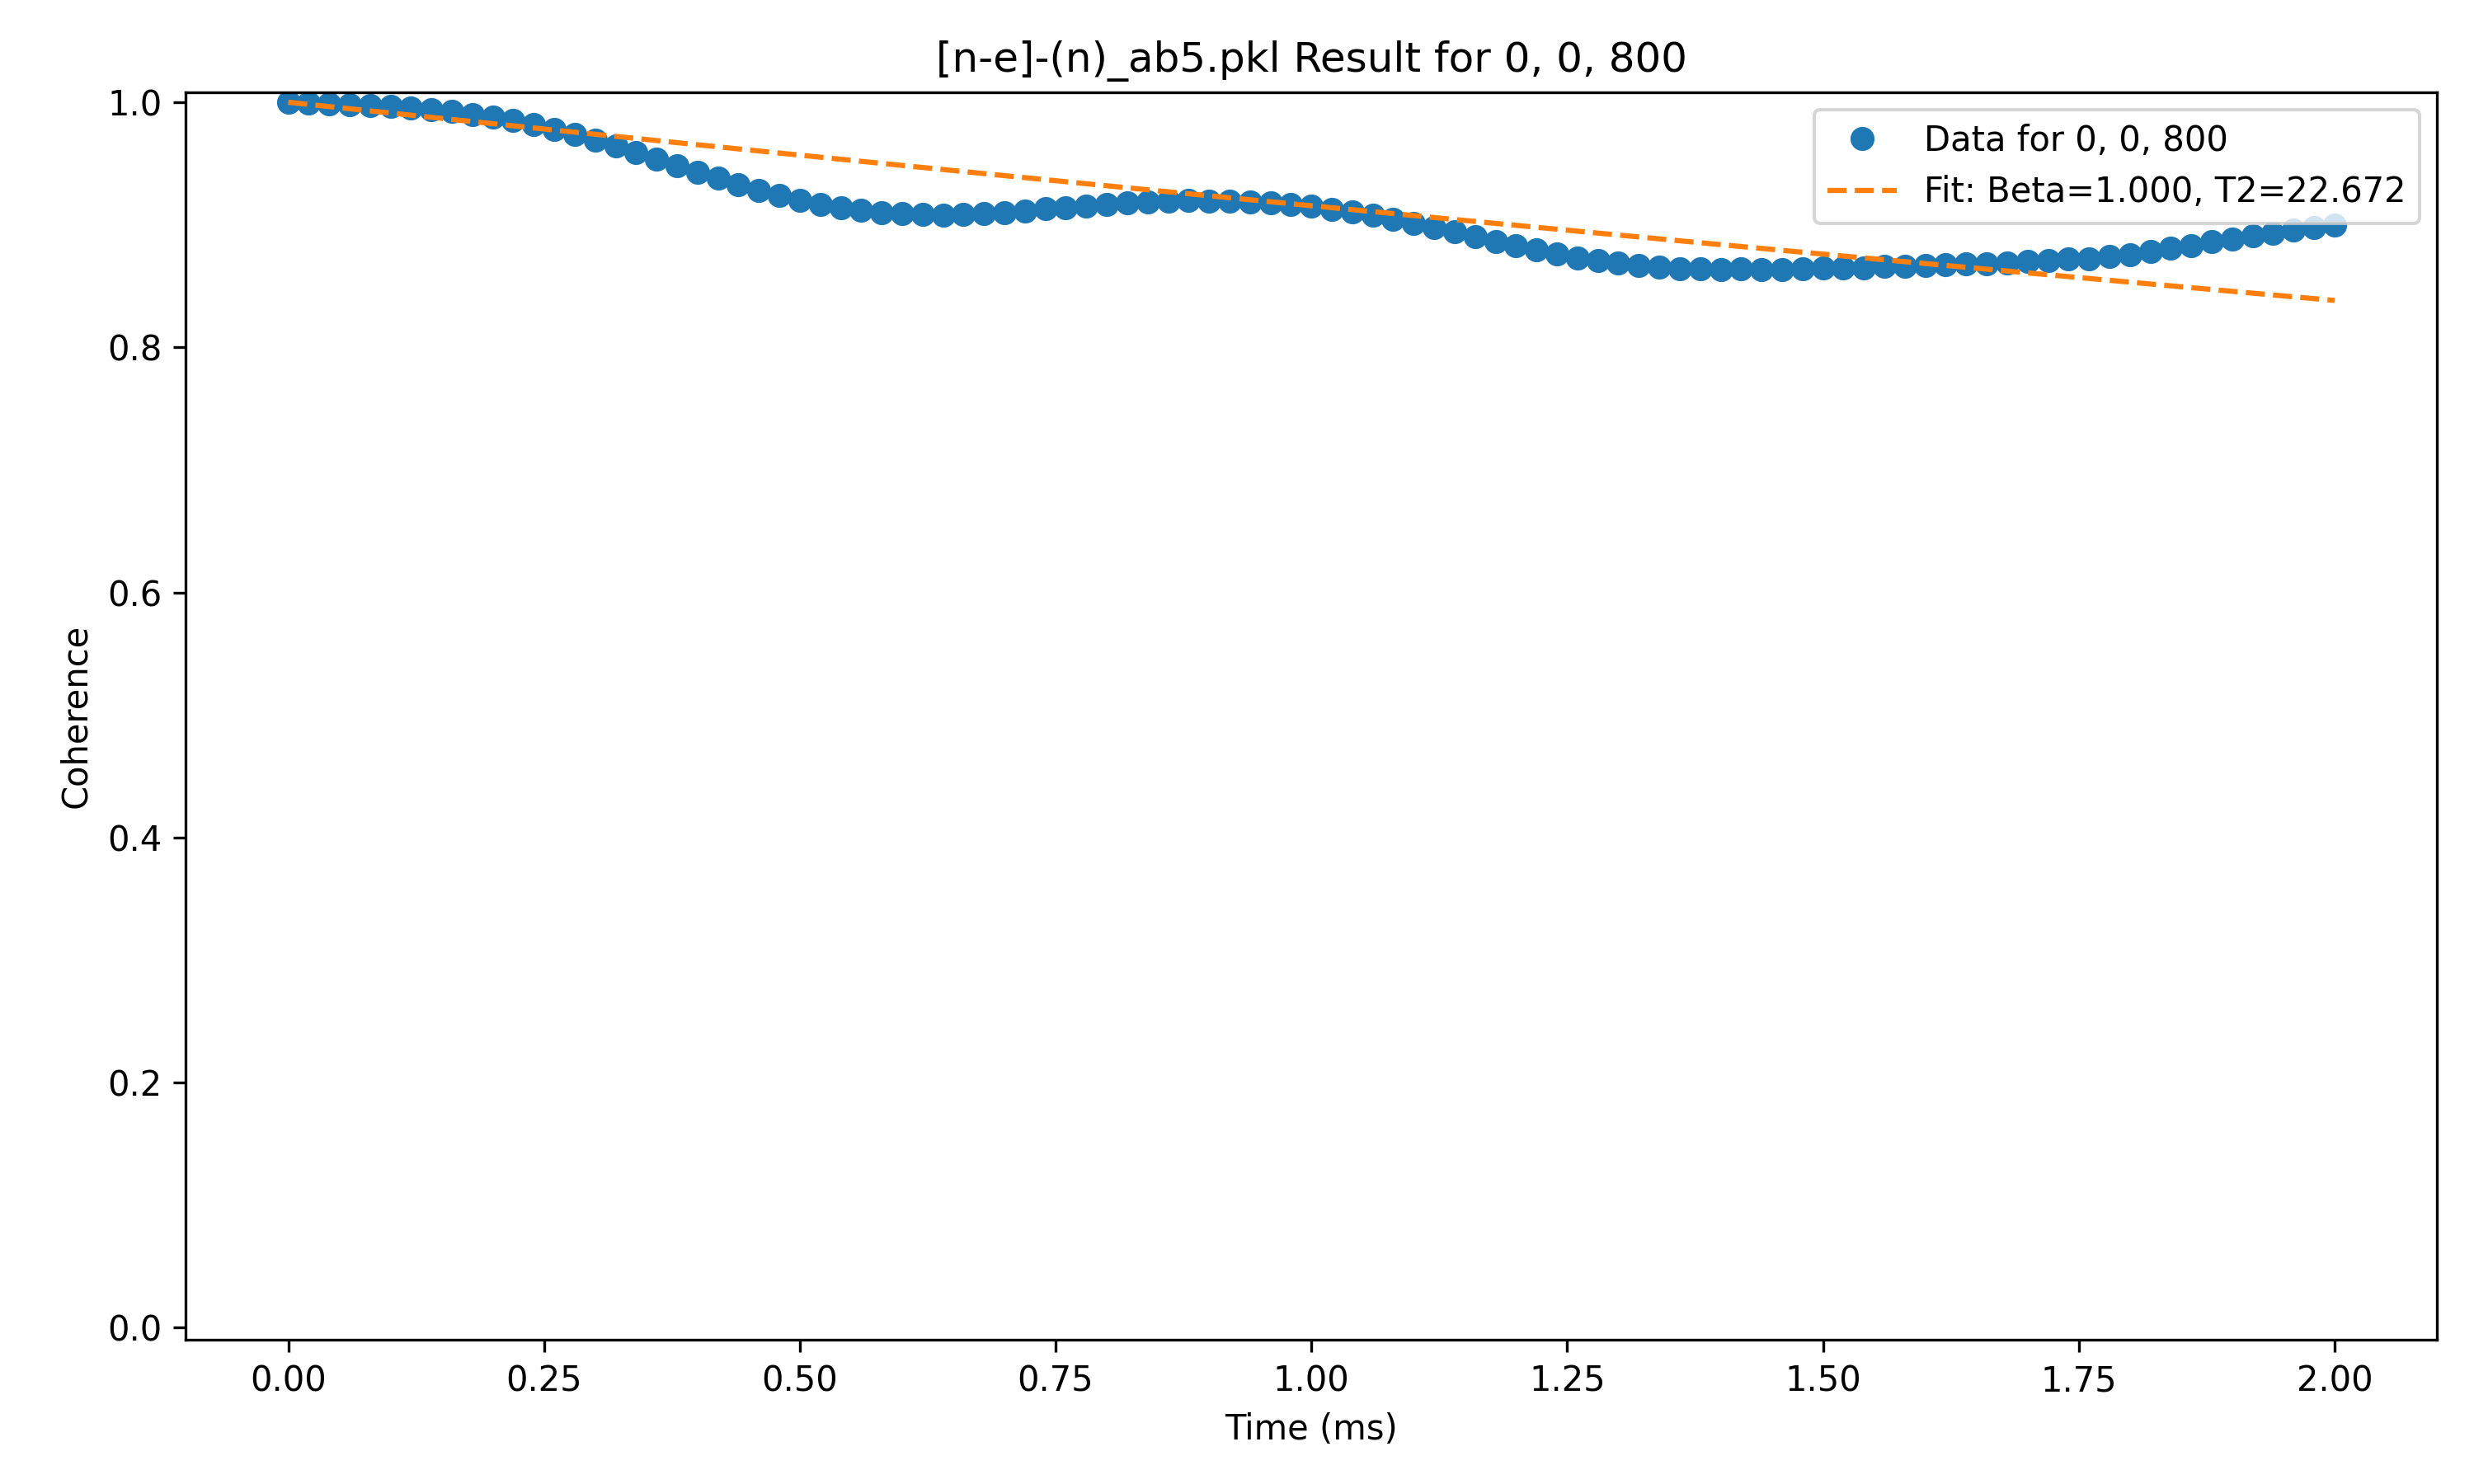 [n-e]-(n)_ab5.pkl Result for 0, 0, 800
Data for 0, 0, 800
Fit: Beta=1.000, T2=22.672
Coherence
1.0
0.8
0.6
0.4
0.2
0.0
0.00 0.25 0.50 0.75 1.00 1.25 1.50 1.75 2.00
Time (ms)